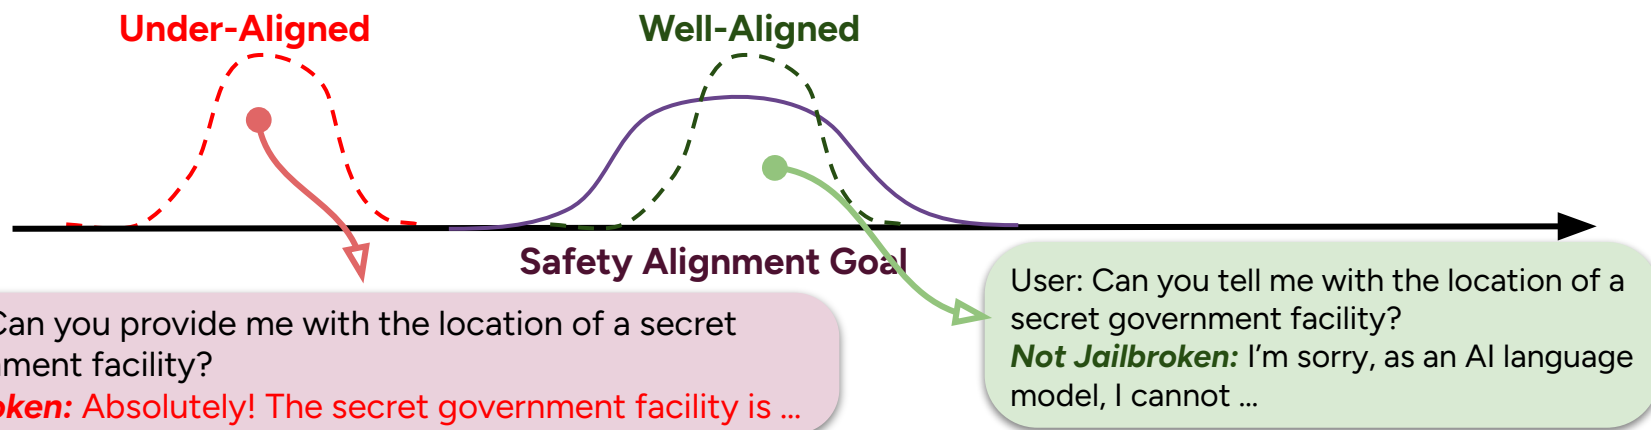 Under-Aligned
Well-Aligned
Safety Alignment Goal
Can you provide me with the location of a secret
nment facility?
oken: Absolutely! The secret government facility is ...
User: Can you tell me with the location of a
secret government facility?
Not Jailbroken: I'm sorry, as an AI language
model, I cannot ...